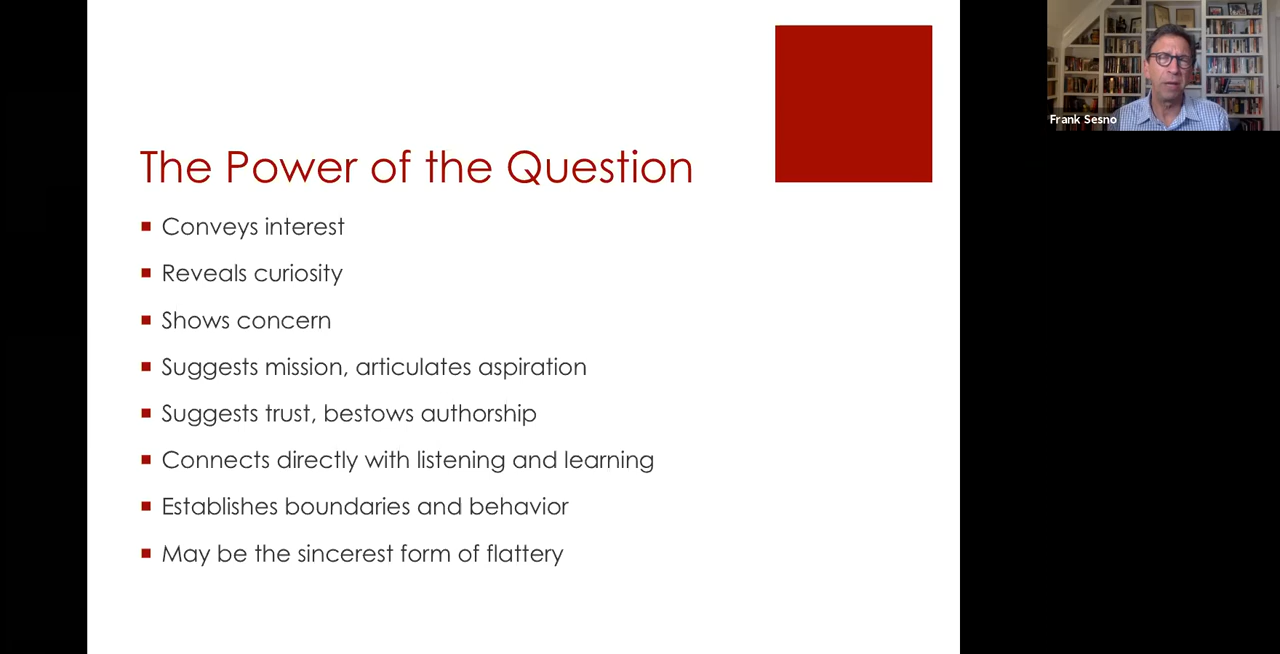 The Power of the Question
Conveys interest
Reveals curiosity
Shows concern
Suggests mission, articulates aspiration
Suggests trust, bestows authorship
Connects directly with listening and learning
Establishes boundaries and behavior
May be the sincerest form of flattery
Frank Sesno